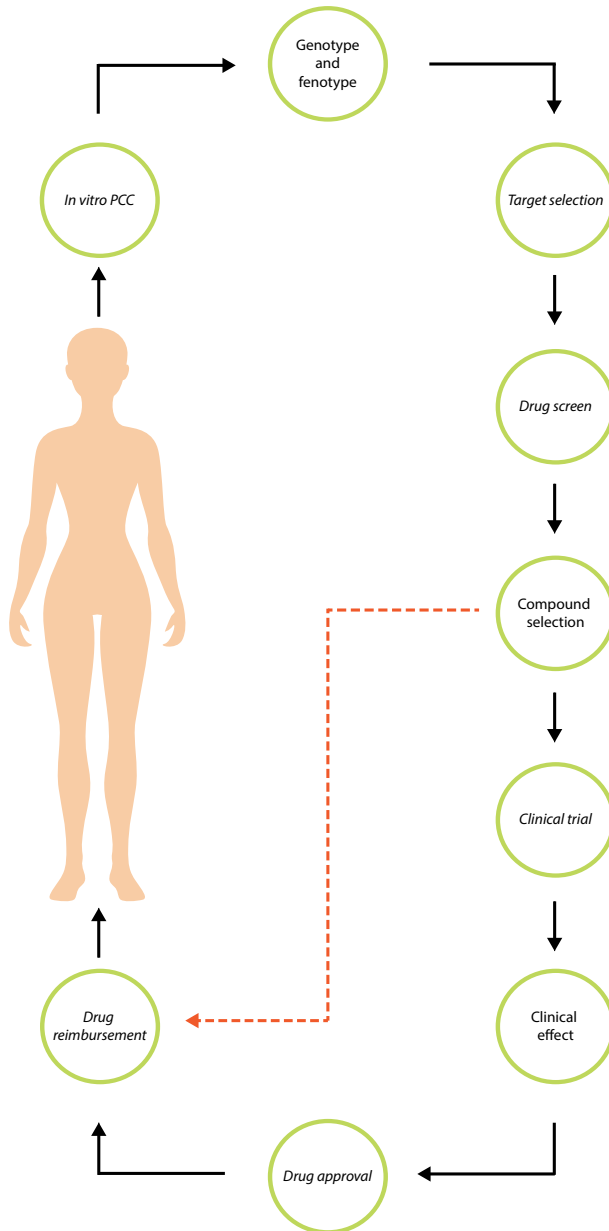 Genotype
and
fenotype
In vitro PCC
Target selection
Drug screen
Compound
selection
Clinical trial
Drug
reimbursement
Clinical
effect
Drug approval